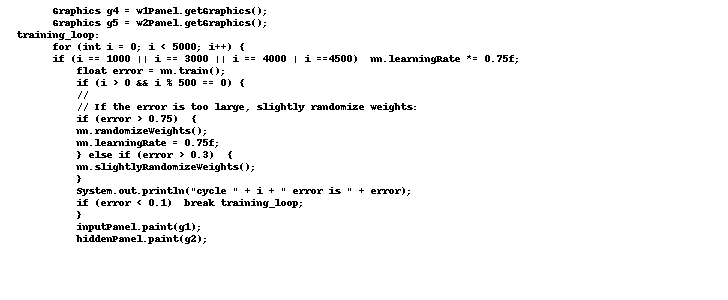 Graphics g4 = w1Panel.getGraphics();
Graphics g5 = w2Panel.getGraphics();
training_loop:
for (int i = 0; i < 5000; i++) {
if (i == 1000 || i == 3000 || i == 4000 | i ==4500) nn.learningRate *= 0.75f;
float error = nn.train();
if (i > 0 && i % 500 == 0) {
//
// If the error is too large, slightly randomize weights:
if (error > 0.75) {
nn.randomizeWeights();
nn.learningRate = 0.75f;
} else if (error > 0.3) {
nn.slightlyRandomizeWeights();
}
System.out.println("cycle " + i + " error is " + error);
if (error < 0.1) break training_loop;
}
inputPanel.paint(g1);
hiddenPanel.paint(g2);